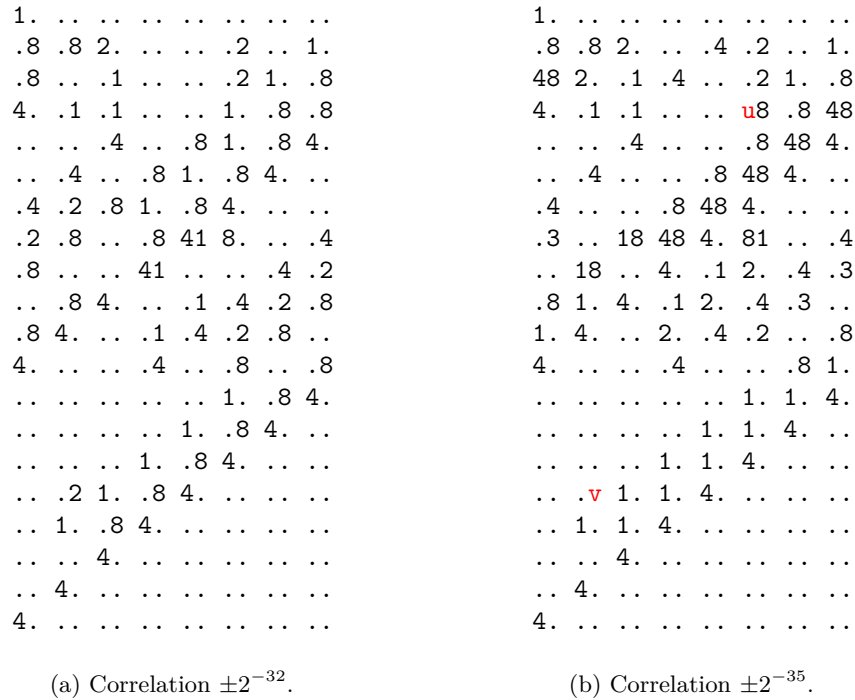 1. .. .. .. .. .. .. ..    1. .. .. .. .. .. .. ..
.8 .8 2. .. .. .2 .. 1.    .8 .8 2. .. .4 .2 .. 1.
.8 .. .1 .. .. .2 1. .8    48 2. .1 .4 .. .2 1. .8
4. .1 .1 .. .. 1. .8 .8    4. .1 .1 .. .. u8 .8 48
.. .. .4 .. .8 1. .8 4.    .. .. .4 .. .. .8 48 4.
.. .4 .. .8 1. .8 4. ..    .. .4 .. .. .8 48 4. ..
.4 .2 .8 1. .8 4. .. ..    .4 .. .. .8 48 4. .. ..
.2 .8 .. .8 41 8. .. .4    .3 .. 18 48 4. 81 .. .4
.8 .. .. 41 .. .. .4 .2    .. 18 .. 4. .1 2. .4 .3
.. .8 4. .. .1 .4 .2 .8    .8 1. 4. .1 2. .4 .3 ..
.8 4. .. .1 .4 .2 .8 ..    1. 4. .. 2. .4 .2 .. .8
4. .. .. .4 .. .8 .. .8    4. .. .. .4 .. .. .8 1.
.. .. .. .. .. 1. .8 4.    .. .. .. .. .. 1. 1. 4.
.. .. .. .. 1. .8 4. ..    .. .. .. .. 1. 1. 4. ..
.. .. .. 1. .8 4. .. ..    .. .. .. 1. 1. 4. .. ..
.. .2 1. .8 4. .. .. ..    .. .v 1. 1. 4. .. .. ..
.. 1. .8 4. .. .. .. ..    .. 1. 1. 4. .. .. .. ..
.. .. 4. .. .. .. .. ..    .. .. 4. .. .. .. .. ..
.. 4. .. .. .. .. .. ..    .. 4. .. .. .. .. .. ..
4. .. .. .. .. .. .. ..    4. .. .. .. .. .. .. ..
(a) Correlation ±2⁻³².    (b) Correlation ±2⁻³⁵.